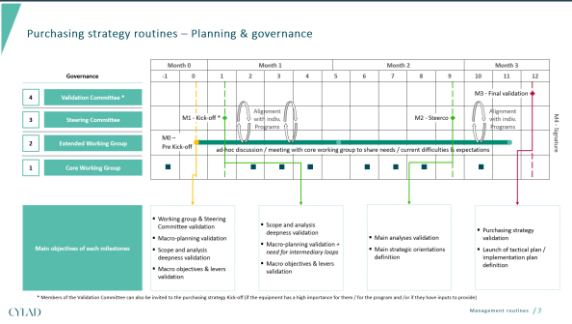 Purchasing strategy routines – Planning & governance
Month 0 Month 1 Month 2 Month 3
Governance -1 0 1 2 3 4 5 6 7 8 9 10 11 12
4 Validation Committee *
M3 - Final validation
3 Steering Committee
M1 - Kick-off *
Alignment
with indiv.
Programs
M2 - Steerco
Alignment
with indiv.
Programs
2 Extended Working Group
M0 –
Pre Kick-off
ad-hoc discussion / meeting with core working group to share needs / current difficulties & expectations
1 Core Working Group
M4 - Signature
Main objectives of each milestones
▪ Working group & Steering
Committee validation
▪ Macro-planning validation
▪ Scope and analysis
deepness validation
▪ Macro objectives & levers
validation
▪ Scope and analysis
deepness validation
▪ Macro-planning validation +
need for intermediary loops
▪ Macro objectives & levers
validation
▪ Main analyses validation
▪ Main strategic orientations
definition
▪ Purchasing strategy
validation
▪ Launch of tactical plan /
implementation plan
definition
* Members of the Validation Committee can also be invited to the purchasing strategy Kick-off (if the equipment has a high importance for them / for the program and /or if they have inputs to provide)
CYLAD
Management routines / 7